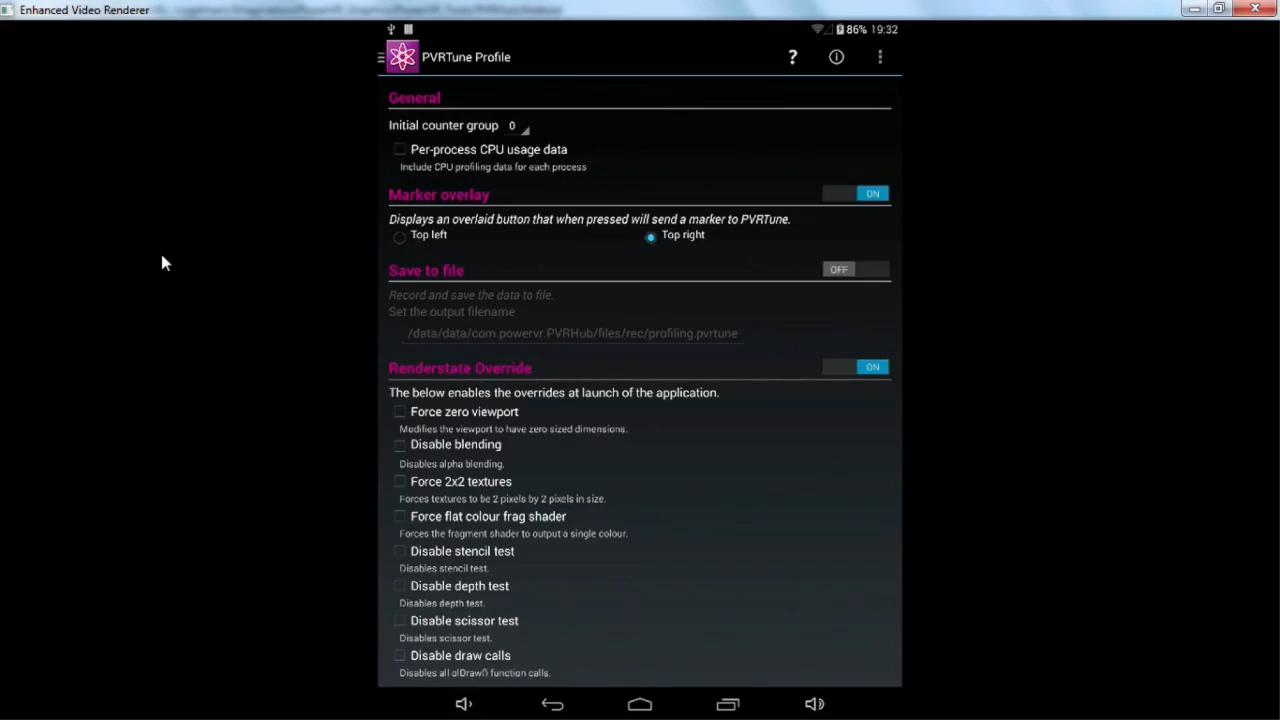 Enhanced Video Renderer
86% 19:32
PVRTune Profile
General
Initial counter group 0
Per-process CPU usage data
Include CPU profiling data for each process
Marker overlay ON
Displays an overlaid button that when pressed will send a marker to PVRTune.
Top left Top right
Save to file OFF
Record and save the data to file.
Set the output filename
/data/data/com.powervr.PVRHub/files/rec/profiling.pvrtune
Renderstate Override ON
The below enables the overrides at launch of the application.
Force zero viewport
Modifies the viewport to have zero sized dimensions.
Disable blending
Disables alpha blending.
Force 2x2 textures
Forces textures to be 2 pixels by 2 pixels in size.
Force flat colour frag shader
Forces the fragment shader to output a single colour.
Disable stencil test
Disables stencil test.
Disable depth test
Disables depth test.
Disable scissor test
Disables scissor test.
Disable draw calls
Disables all glDraw() function calls.